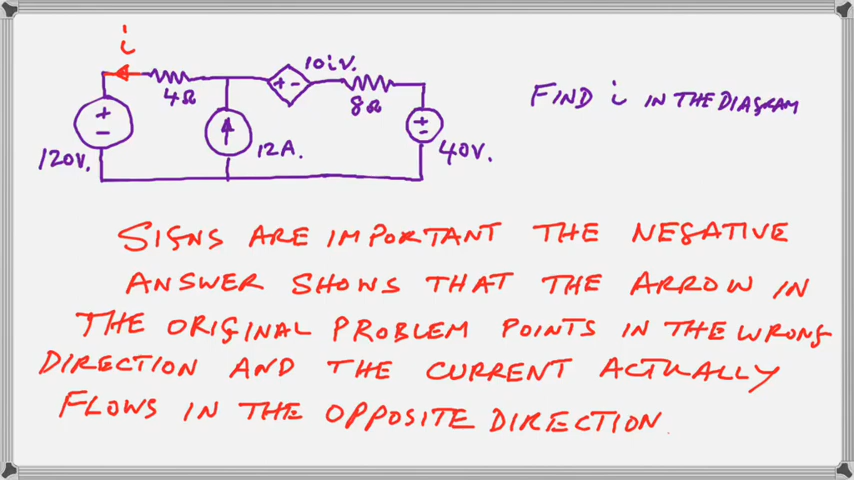 i
10iV.
4Ω
8Ω
+ -
+
-
+
-
120V.
12A.
40V.
FIND i IN THE DIAGRAM
SIGNS ARE IMPORTANT THE NEGATIVE
ANSWER SHOWS THAT THE ARROW IN
THE ORIGINAL PROBLEM POINTS IN THE WRONG
DIRECTION AND THE CURRENT ACTUALLY
FLOWS IN THE OPPOSITE DIRECTION.